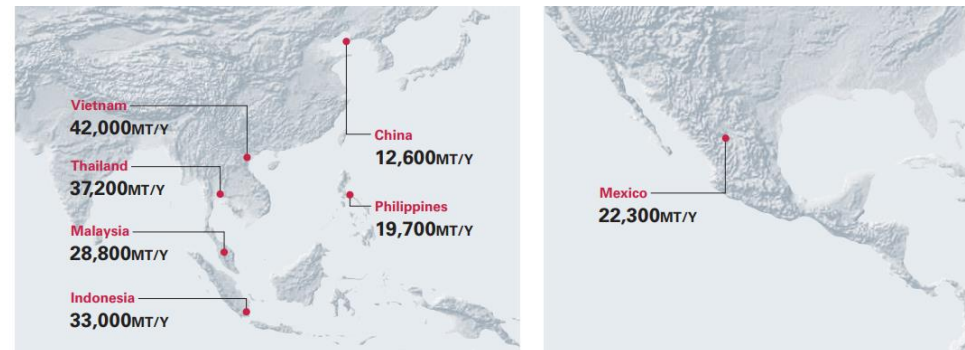 Vietnam
42,000MT/Y
Thailand
37,200MT/Y
Malaysia
28,800MT/Y
Indonesia
33,000MT/Y
China
12,600MT/Y
Philippines
19,700MT/Y
Mexico
22,300MT/Y